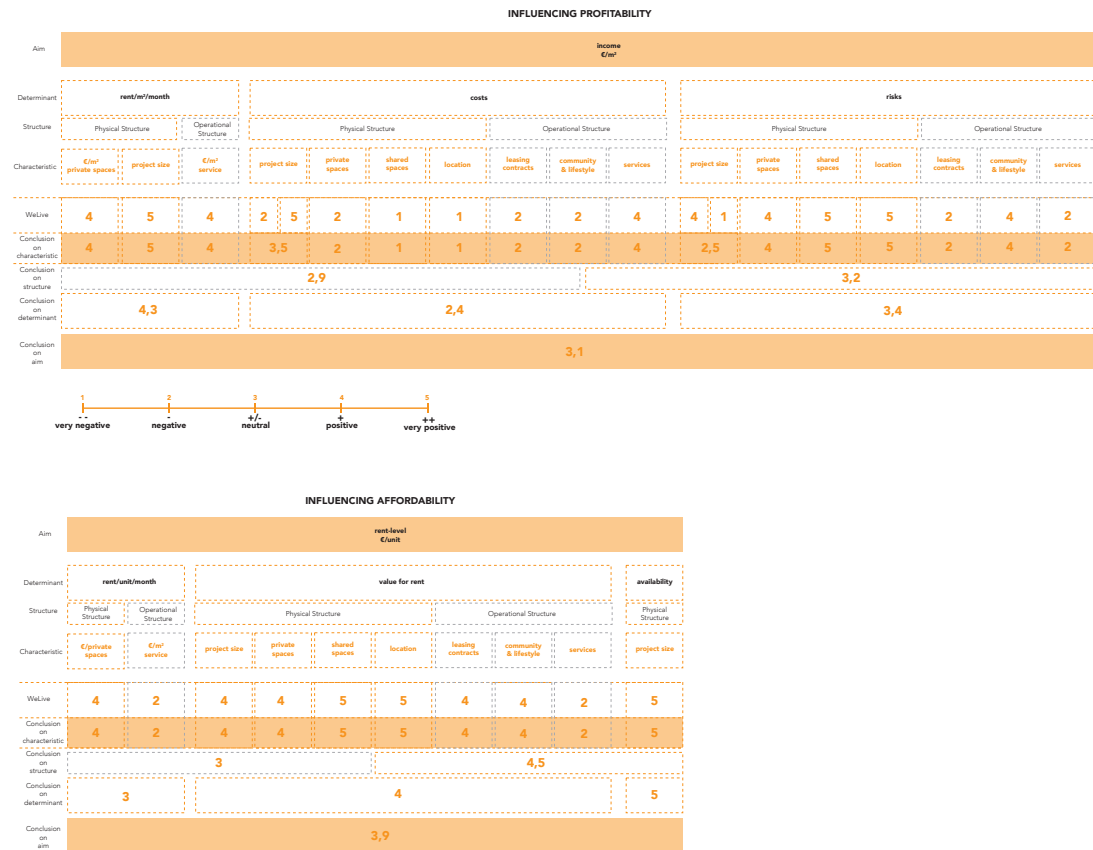 INFLUENCING PROFITABILITY
Aim
income
€/m²
Determinant
rent/m²/month
costs
risks
Structure
Physical Structure
Operational
Structure
Physical Structure
Operational Structure
Physical Structure
Operational Structure
Characteristic
€/m²
private spaces
project size
€/m²
service
project size
private
spaces
shared
spaces
location
leasing
contracts
community
& lifestyle
services
project size
private
spaces
shared
spaces
location
leasing
contracts
community
& lifestyle
services
WeLive
4 5 4 2 5 2 1 1 2 2 4 4 1 4 5 5 2 4 2
Conclusion
on
characteristic
4 5 4 3,5 2 1 1 2 2 4 2,5 4 5 5 2 4 2
Conclusion
on
structure
2,9 3,2
Conclusion
on
determinant
4,3 2,4 3,4
Conclusion
on
aim
3,1
1 2 3 4 5
-- - +/- + ++
very negative negative neutral positive very positive
INFLUENCING AFFORDABILITY
Aim
rent-level
€/unit
Determinant
rent/unit/month
value for rent
availability
Structure
Physical
Structure
Operational
Structure
Physical Structure
Operational Structure
Physical
Structure
Characteristic
€/private
spaces
€/m²
service
project size
private
spaces
shared
spaces
location
leasing
contracts
community
& lifestyle
services
project size
WeLive
4 2 4 4 5 5 4 4 2 5
Conclusion
on
characteristic
4 2 4 4 5 5 4 4 2 5
Conclusion
on
structure
3 4,5
Conclusion
on
determinant
3 4 5
Conclusion
on
aim
3,9